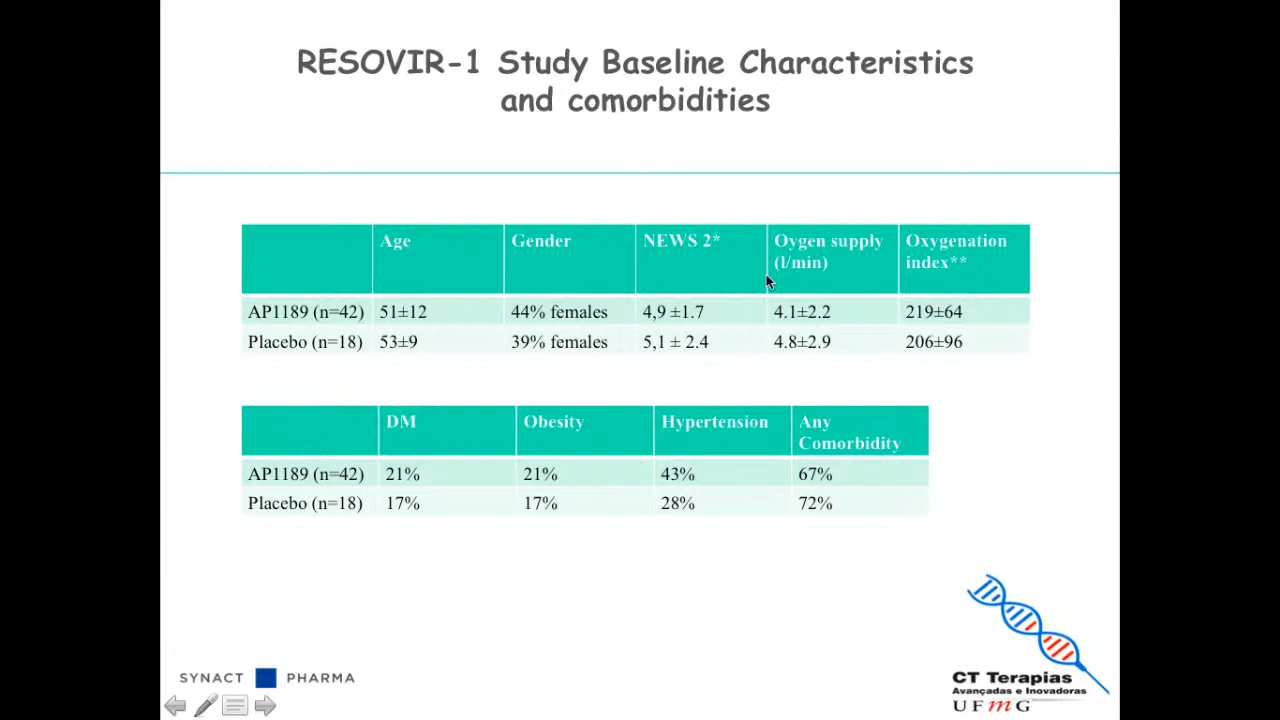 RESOVIR-1 Study Baseline Characteristics
and comorbidities
Age Gender NEWS 2* Oygen supply (l/min) Oxygenation index**
AP1189 (n=42) 51±12 44% females 4,9 ±1.7 4.1±2.2 219±64
Placebo (n=18) 53±9 39% females 5,1 ± 2.4 4.8±2.9 206±96
DM Obesity Hypertension Any Comorbidity
AP1189 (n=42) 21% 21% 43% 67%
Placebo (n=18) 17% 17% 28% 72%
SYNACT PHARMA
CT Terapias
Avançadas e Inovadoras
UFmG